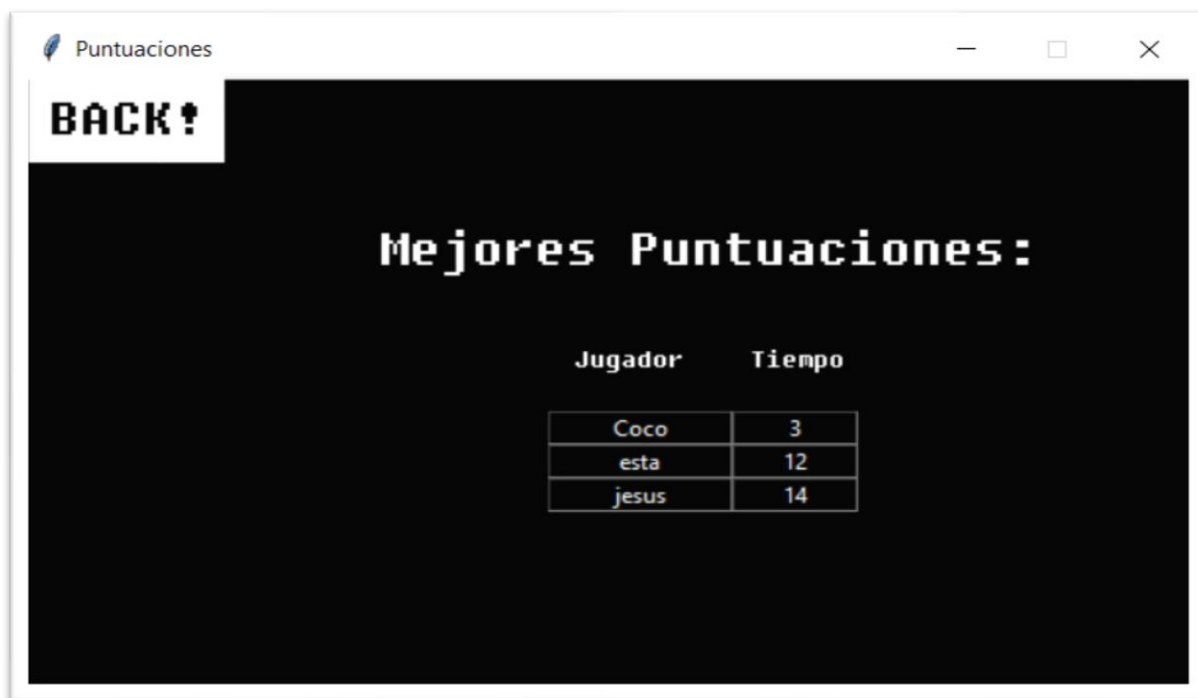 Puntuaciones
BACK!
Mejores Puntuaciones:
Jugador Tiempo
Coco 3
esta 12
jesus 14